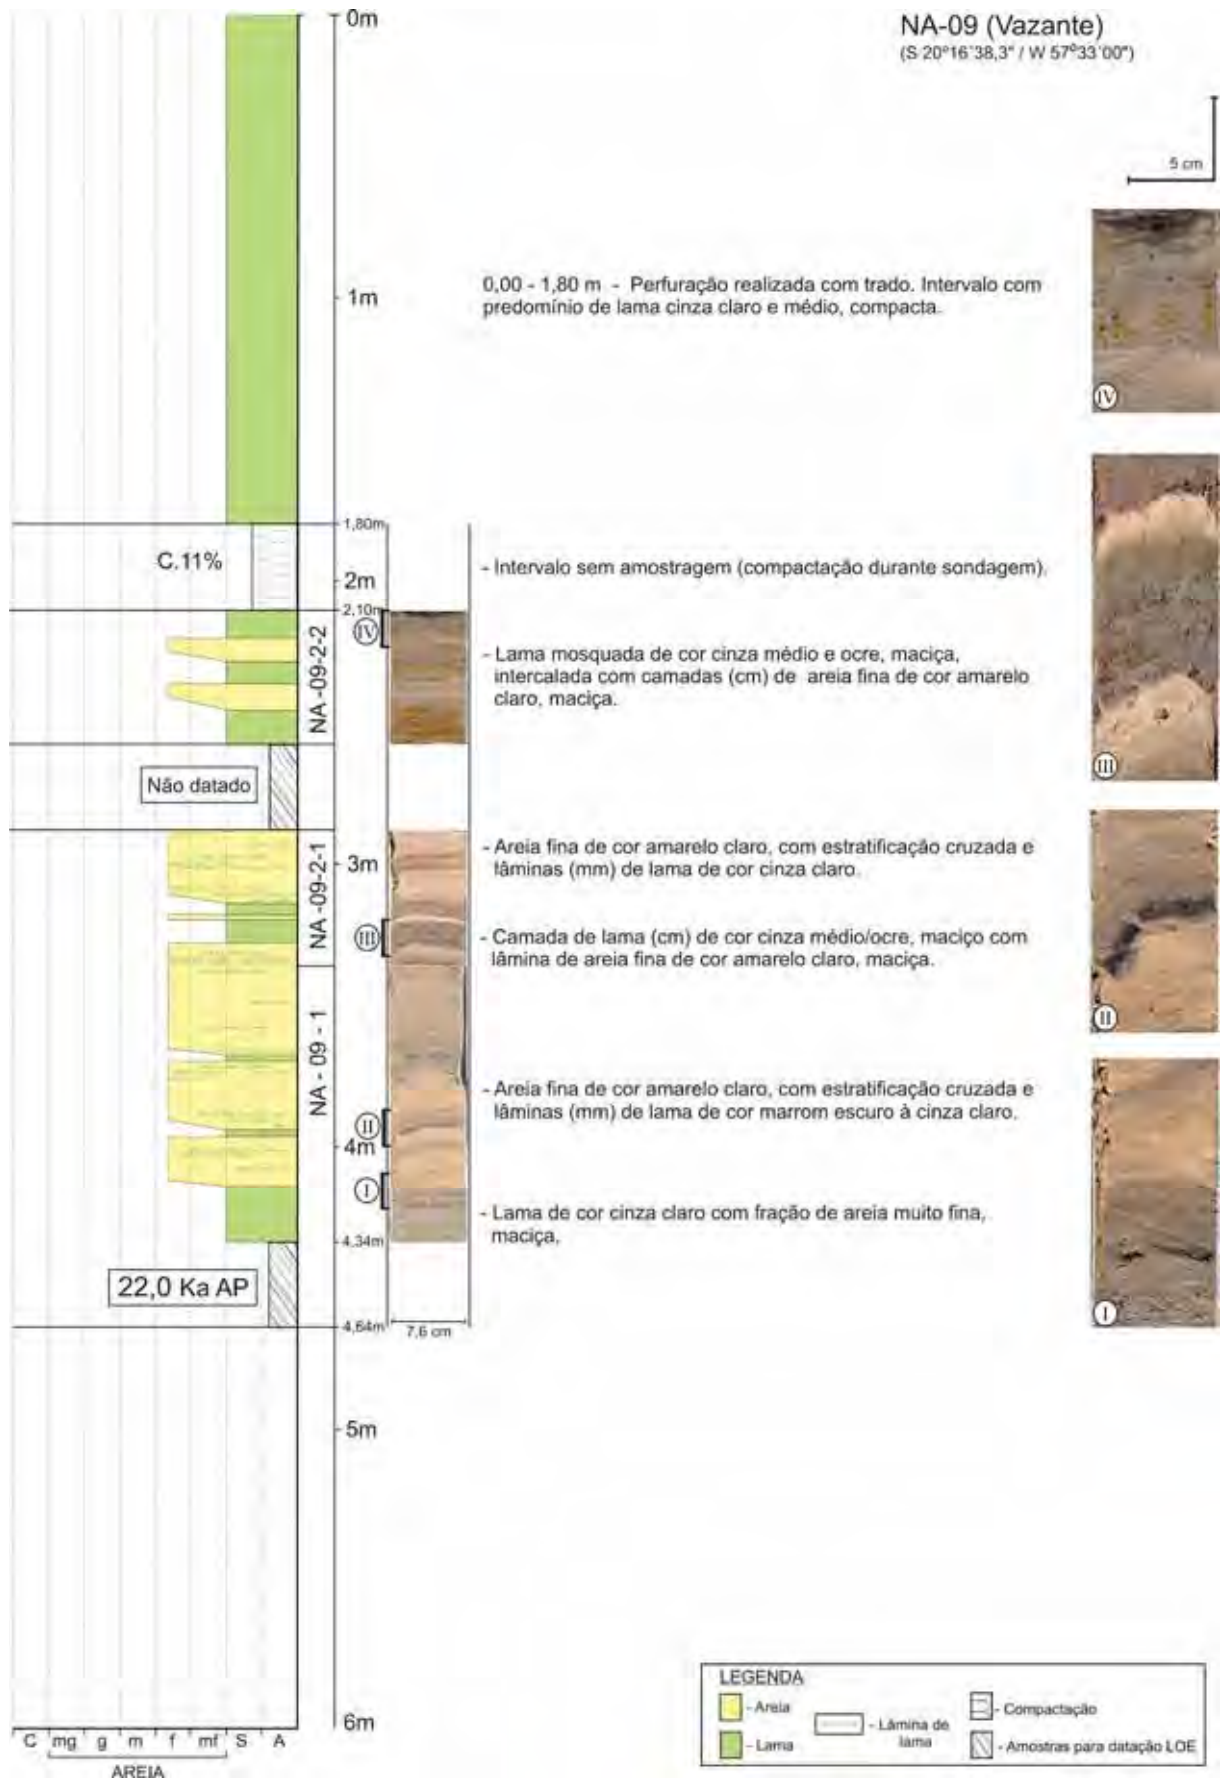 0m
NA-09 (Vazante)
(S 20°16´38,3" / W 57°33´00")
5 cm
0,00 - 1,80 m - Perfuração realizada com trado. Intervalo com
predomínio de lama cinza claro e médio, compacta.
1m
IV
1,80m
C.11%
- Intervalo sem amostragem (compactação durante sondagem).
2m
2,10m
NA-09-2-2
IV
- Lama mosquada de cor cinza médio e ocre, maciça,
intercalada com camadas (cm) de areia fina de cor amarelo
claro, maciça.
III
Não datado
NA-09-2-1
3m
- Areia fina de cor amarelo claro, com estratificação cruzada e
lâminas (mm) de lama de cor cinza claro.
III
- Camada de lama (cm) de cor cinza médio/ocre, maciço com
lâmina de areia fina de cor amarelo claro, maciça.
II
NA - 09 - 1
- Areia fina de cor amarelo claro, com estratificação cruzada e
lâminas (mm) de lama de cor marrom escuro à cinza claro.
II
4m
I
- Lama de cor cinza claro com fração de areia muito fina,
maciça,
4,34m
22,0 Ka AP
4,64m
7,6 cm
I
5m
6m
C mg g m f mf S A
AREIA
LEGENDA
- Areia
- Lama
- Lâmina de
lama
- Compactação
- Amostras para datação LOE